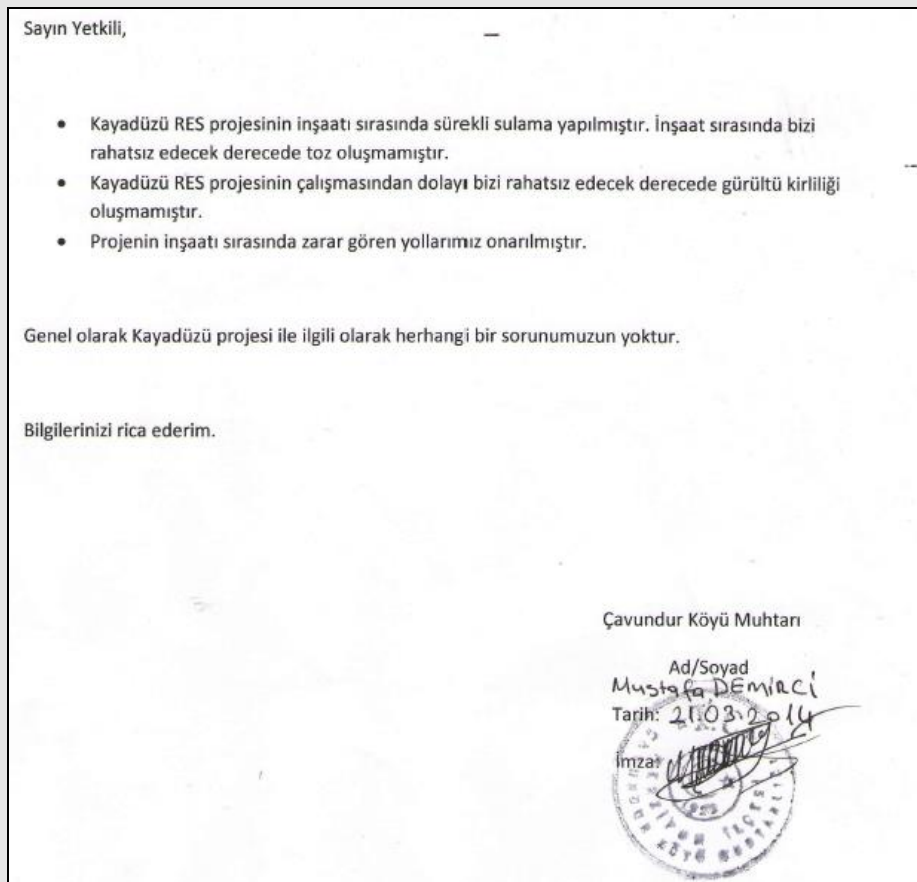 Sayın Yetkili,
• Kayadüzü RES projesinin inşaatı sırasında sürekli sulama yapılmıştır. İnşaat sırasında bizi
rahatsız edecek derecede toz oluşmamıştır.
• Kayadüzü RES projesinin çalışmasından dolayı bizi rahatsız edecek derecede gürültü kirliliği
oluşmamıştır.
• Projenin inşaatı sırasında zarar gören yollarımız onarılmıştır.
Genel olarak Kayadüzü projesi ile ilgili olarak herhangi bir sorunumuzun yoktur.
Bilgilerinizi rica ederim.
Çavundur Köyü Muhtarı
Ad/Soyad
Mustafa DEMİRCİ
Tarih: 21.03.2014
İmza: